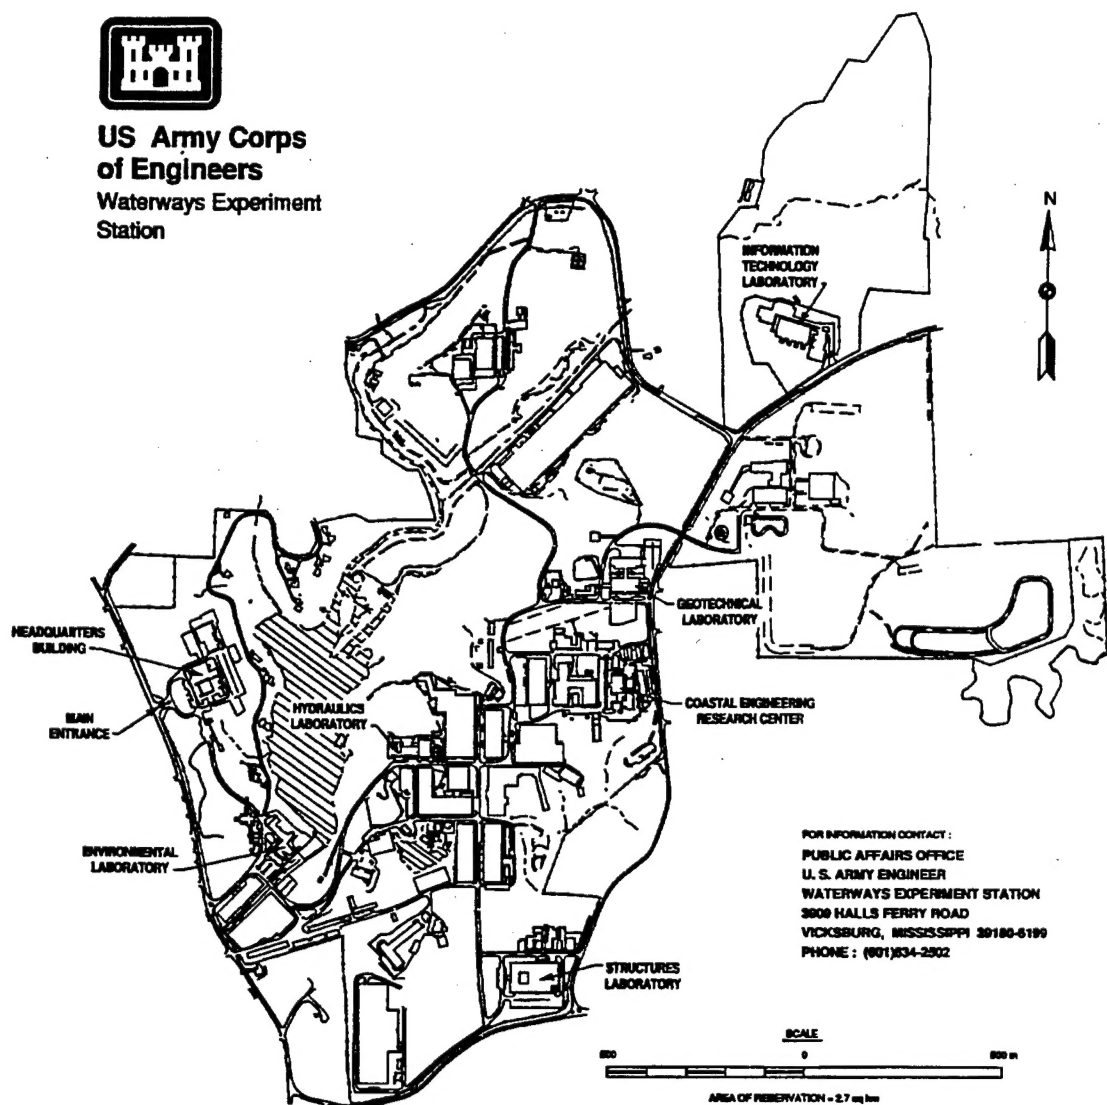 US Army Corps
of Engineers
Waterways Experiment
Station
N
INFORMATION
TECHNOLOGY
LABORATORY
HEADQUARTERS
BUILDING
MAIN
ENTRANCE
HYDRAULICS
LABORATORY
GEOTECHNICAL
LABORATORY
COASTAL ENGINEERING
RESEARCH CENTER
ENVIRONMENTAL
LABORATORY
STRUCTURES
LABORATORY
FOR INFORMATION CONTACT :
PUBLIC AFFAIRS OFFICE
U. S. ARMY ENGINEER
WATERWAYS EXPERIMENT STATION
3909 HALLS FERRY ROAD
VICKSBURG, MISSISSIPPI 39180-6199
PHONE : (601)634-2502
SCALE
500 0 500 m
AREA OF RESERVATION = 2.7 sq km